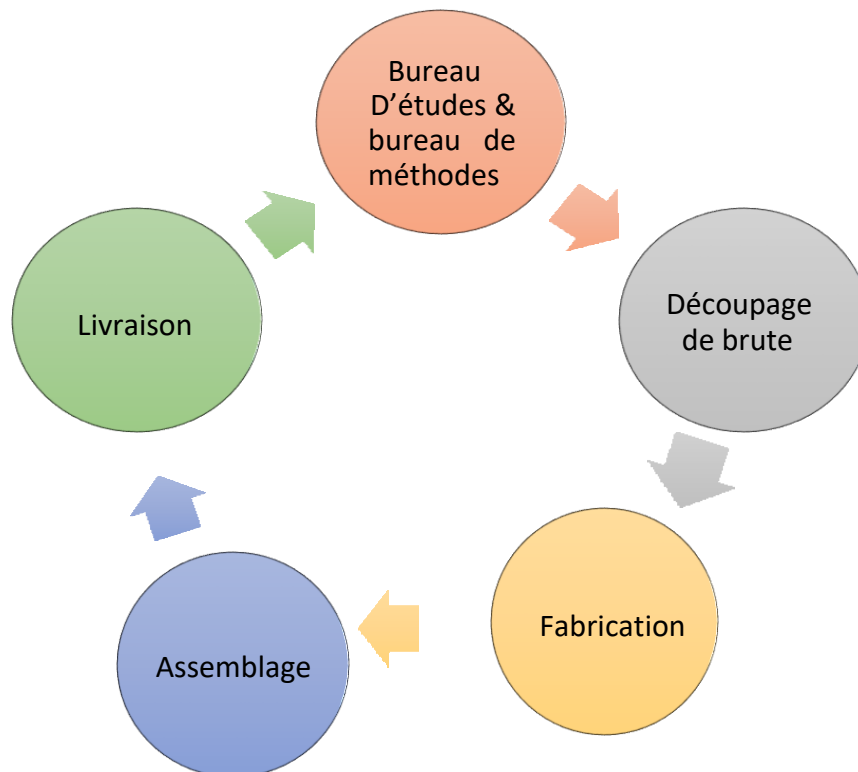 Bureau
D’études &
bureau de
méthodes
Découpage
de brute
Fabrication
Assemblage
Livraison